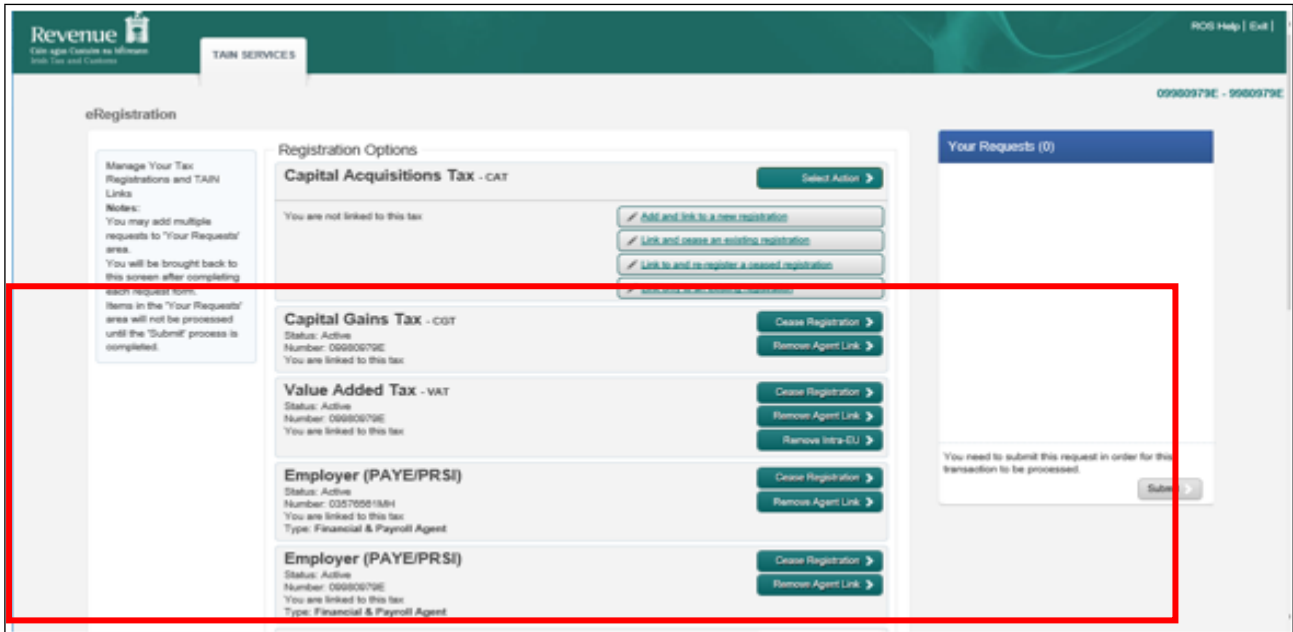 Revenue
Cáin agus Custaim na hÉireann
Irish Tax and Customs
TAIN SERVICES
ROS Help | Exit |
09980979E - 9980979E
eRegistration
Manage Your Tax
Registrations and TAIN
Links
Notes:
You may add multiple
requests to 'Your Requests'
area.
You will be brought back to
this screen after completing
each request form.
Items in the 'Your Requests'
area will not be processed
until the 'Submit' process is
completed.
Registration Options
Capital Acquisitions Tax - CAT
Select Action
You are not linked to this tax
Add and link to a new registration
Link and cease an existing registration
Link to and re-register a ceased registration
Capital Gains Tax - CGT
Status: Active
Number: 09980979E
You are linked to this tax
Cease Registration
Remove Agent Link
Value Added Tax - VAT
Status: Active
Number: 09980979E
You are linked to this tax
Cease Registration
Remove Agent Link
Remove Intra-EU
Employer (PAYE/PRSI)
Status: Active
Number:
You are linked to this tax
Type: Financial & Payroll Agent
Cease Registration
Remove Agent Link
Employer (PAYE/PRSI)
Status: Active
Number: 09980979E
You are linked to this tax
Type: Financial & Payroll Agent
Cease Registration
Remove Agent Link
Your Requests (0)
You need to submit this request in order for this
transaction to be processed.
Submit